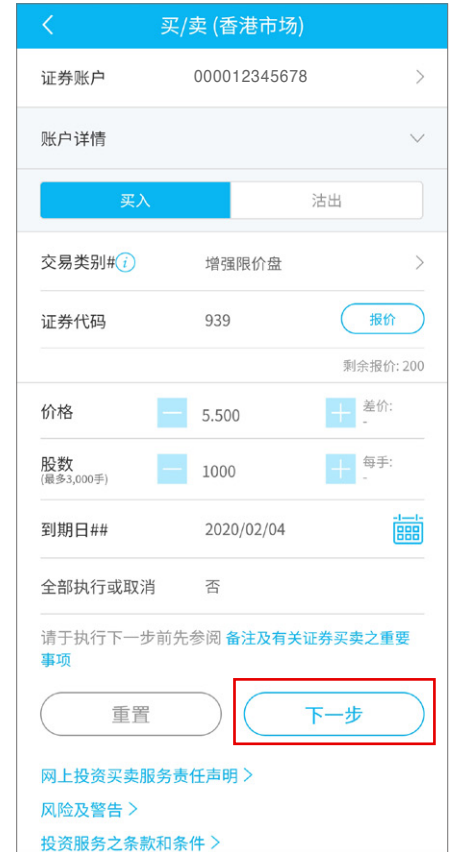 买/卖 (香港市场)
证券账户 000012345678
账户详情
买入 沽出
交易类别# i 增强限价盘
证券代码 939 报价
剩余报价: 200
价格 5.500 差价:
-
股数 1000 每手:
(最多3,000手) -
到期日## 2020/02/04
全部执行或取消 否
请于执行下一步前先参阅 备注及有关证券买卖之重要
事项
重置 下一步
网上投资买卖服务责任声明
风险及警告
投资服务之条款和条件